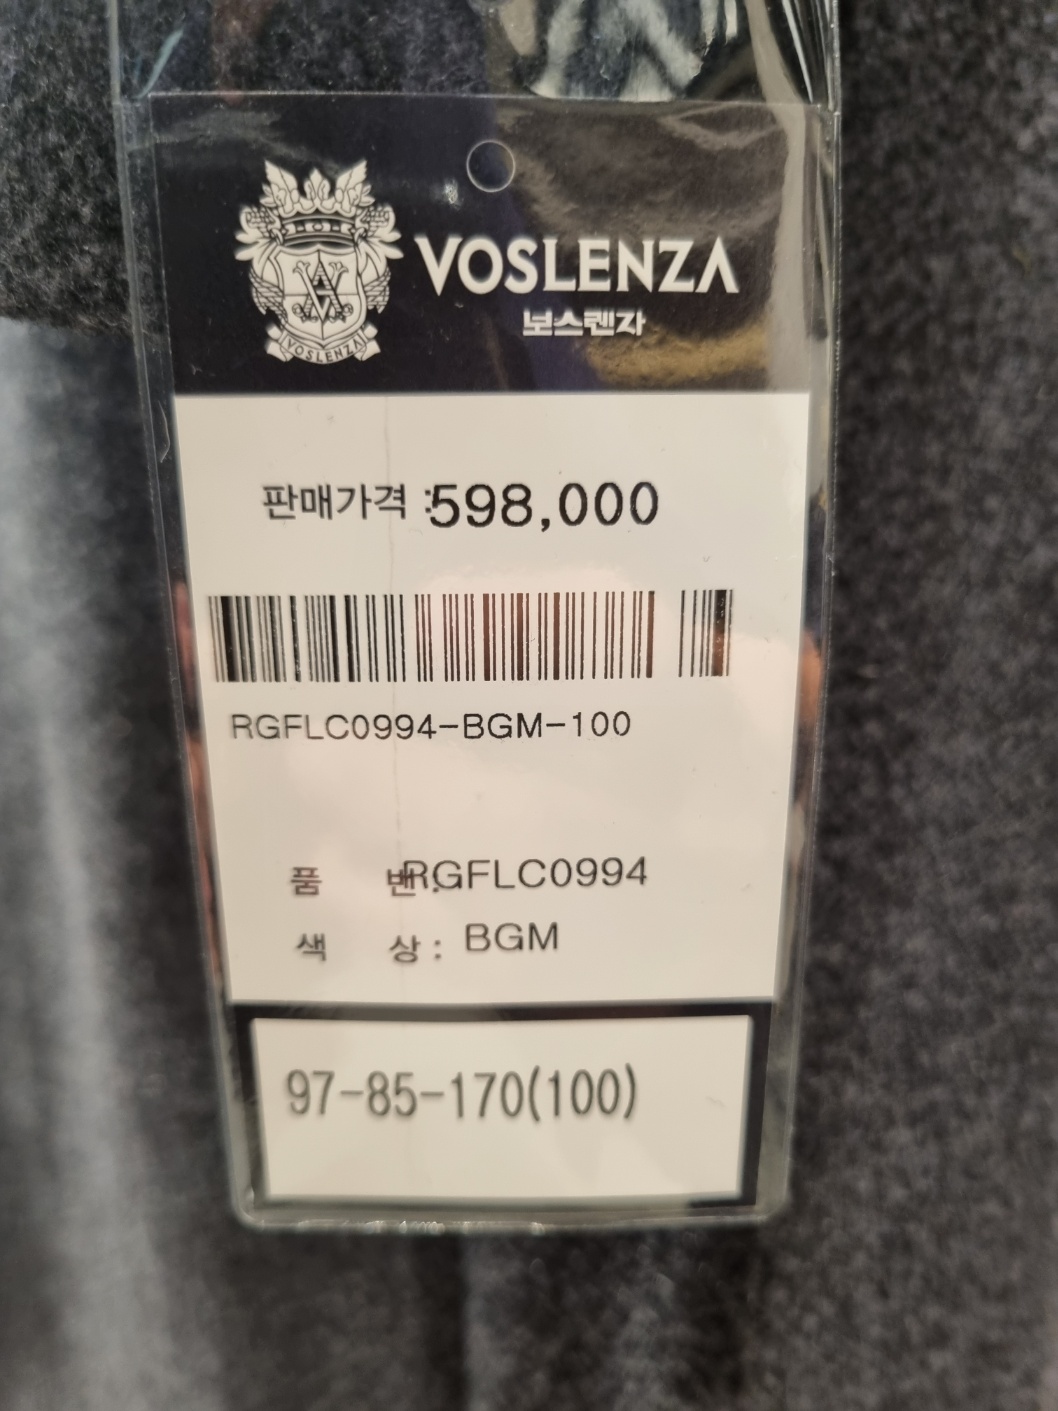 VOSLENZA
보스렌자
VOSLENZA
판매가격 :598,000
RGFLC0994-BGM-100
품 번:RGFLC0994
색 상: BGM
97-85-170(100)